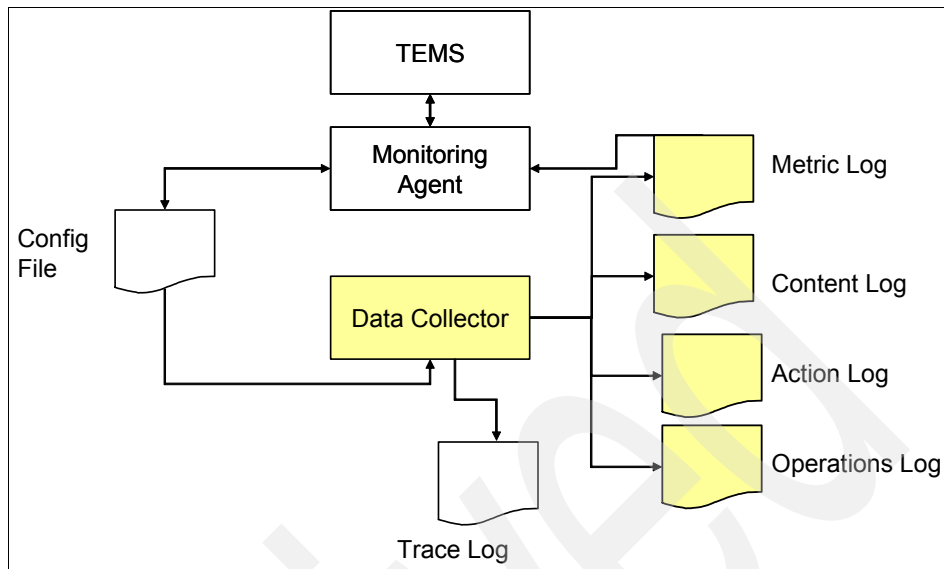 TEMS
Monitoring
Agent
Metric Log
Config
File
Content Log
Data Collector
Action Log
Operations Log
Trace Log